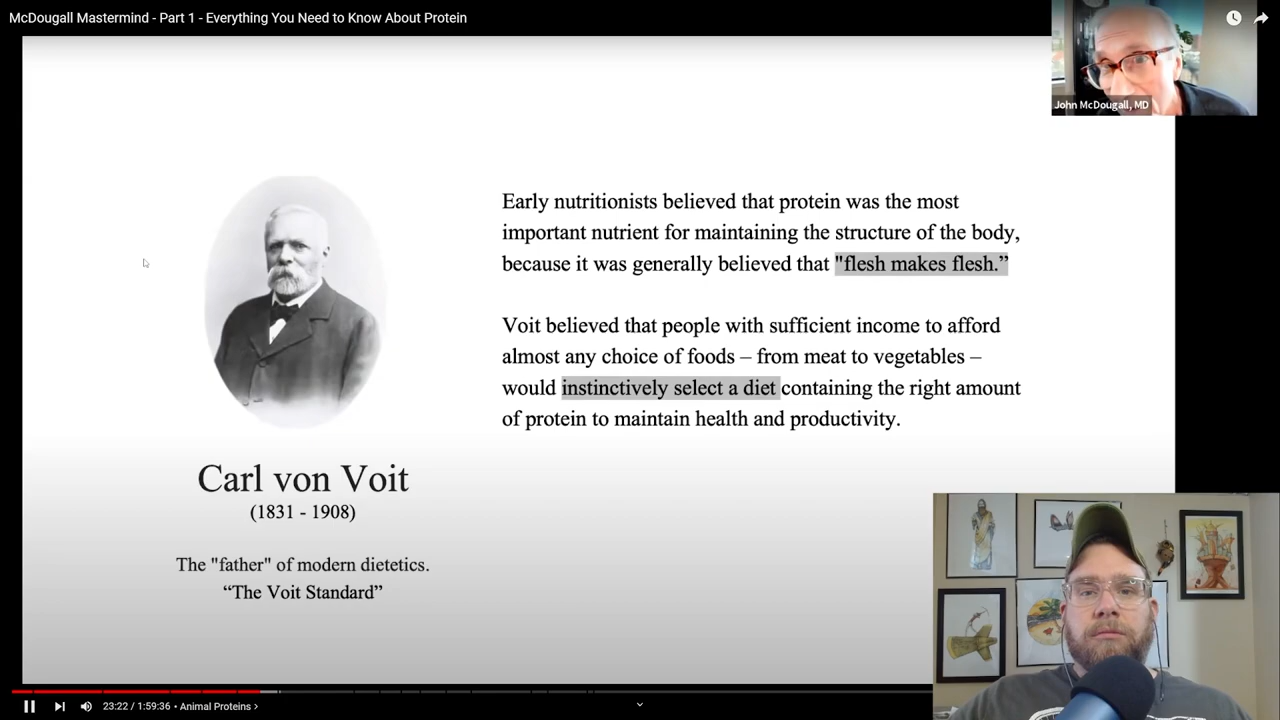 McDougall Mastermind - Part 1 - Everything You Need to Know About Protein
John McDougall, MD
Early nutritionists believed that protein was the most
important nutrient for maintaining the structure of the body,
because it was generally believed that "flesh makes flesh.”
Voit believed that people with sufficient income to afford
almost any choice of foods – from meat to vegetables –
would instinctively select a diet containing the right amount
of protein to maintain health and productivity.
Carl von Voit
(1831 - 1908)
The "father" of modern dietetics.
“The Voit Standard”
23:22 / 1:59:36 • Animal Proteins >